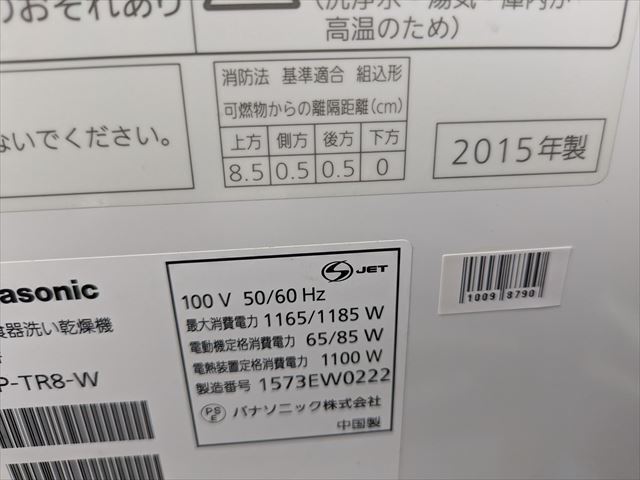 のおそれあり
(洗浄水・湯気・庫内が
高温のため)
ないでください。
消防法 基準適合 組込形
可燃物からの離隔距離(cm)
上方 側方 後方 下方
8.5 0.5 0.5 0
2015年製
asonic
食器洗い乾燥機
P-TR8-W
JET
100 V 50/60 Hz
最大消費電力 1165/1185 W
電動機定格消費電力 65/85 W
電熱装置定格消費電力 1100 W
製造番号 1573EW0222
PSE パナソニック株式会社
中国製
1009 8790